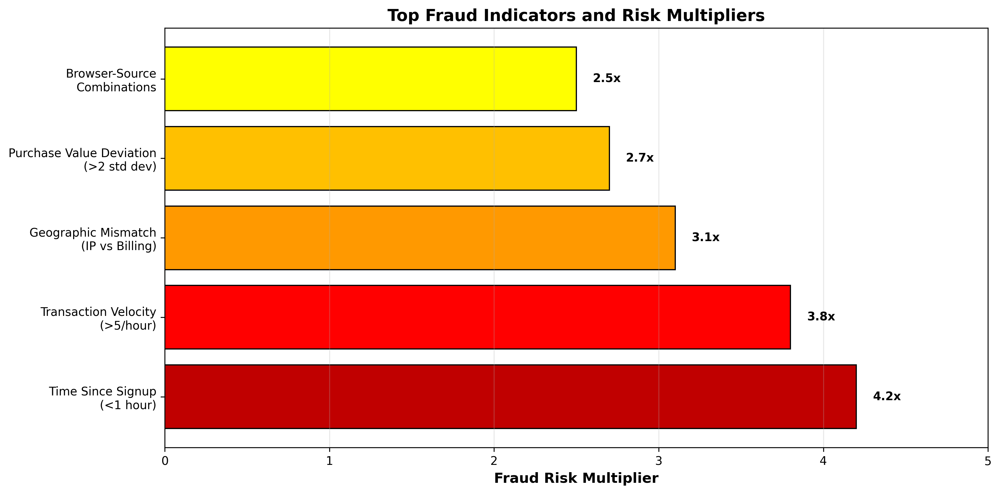 Top Fraud Indicators and Risk Multipliers
Browser-Source
Combinations
2.5x
Purchase Value Deviation
(>2 std dev)
2.7x
Geographic Mismatch
(IP vs Billing)
3.1x
Transaction Velocity
(>5/hour)
3.8x
Time Since Signup
(<1 hour)
4.2x
0 1 2 3 4 5
Fraud Risk Multiplier